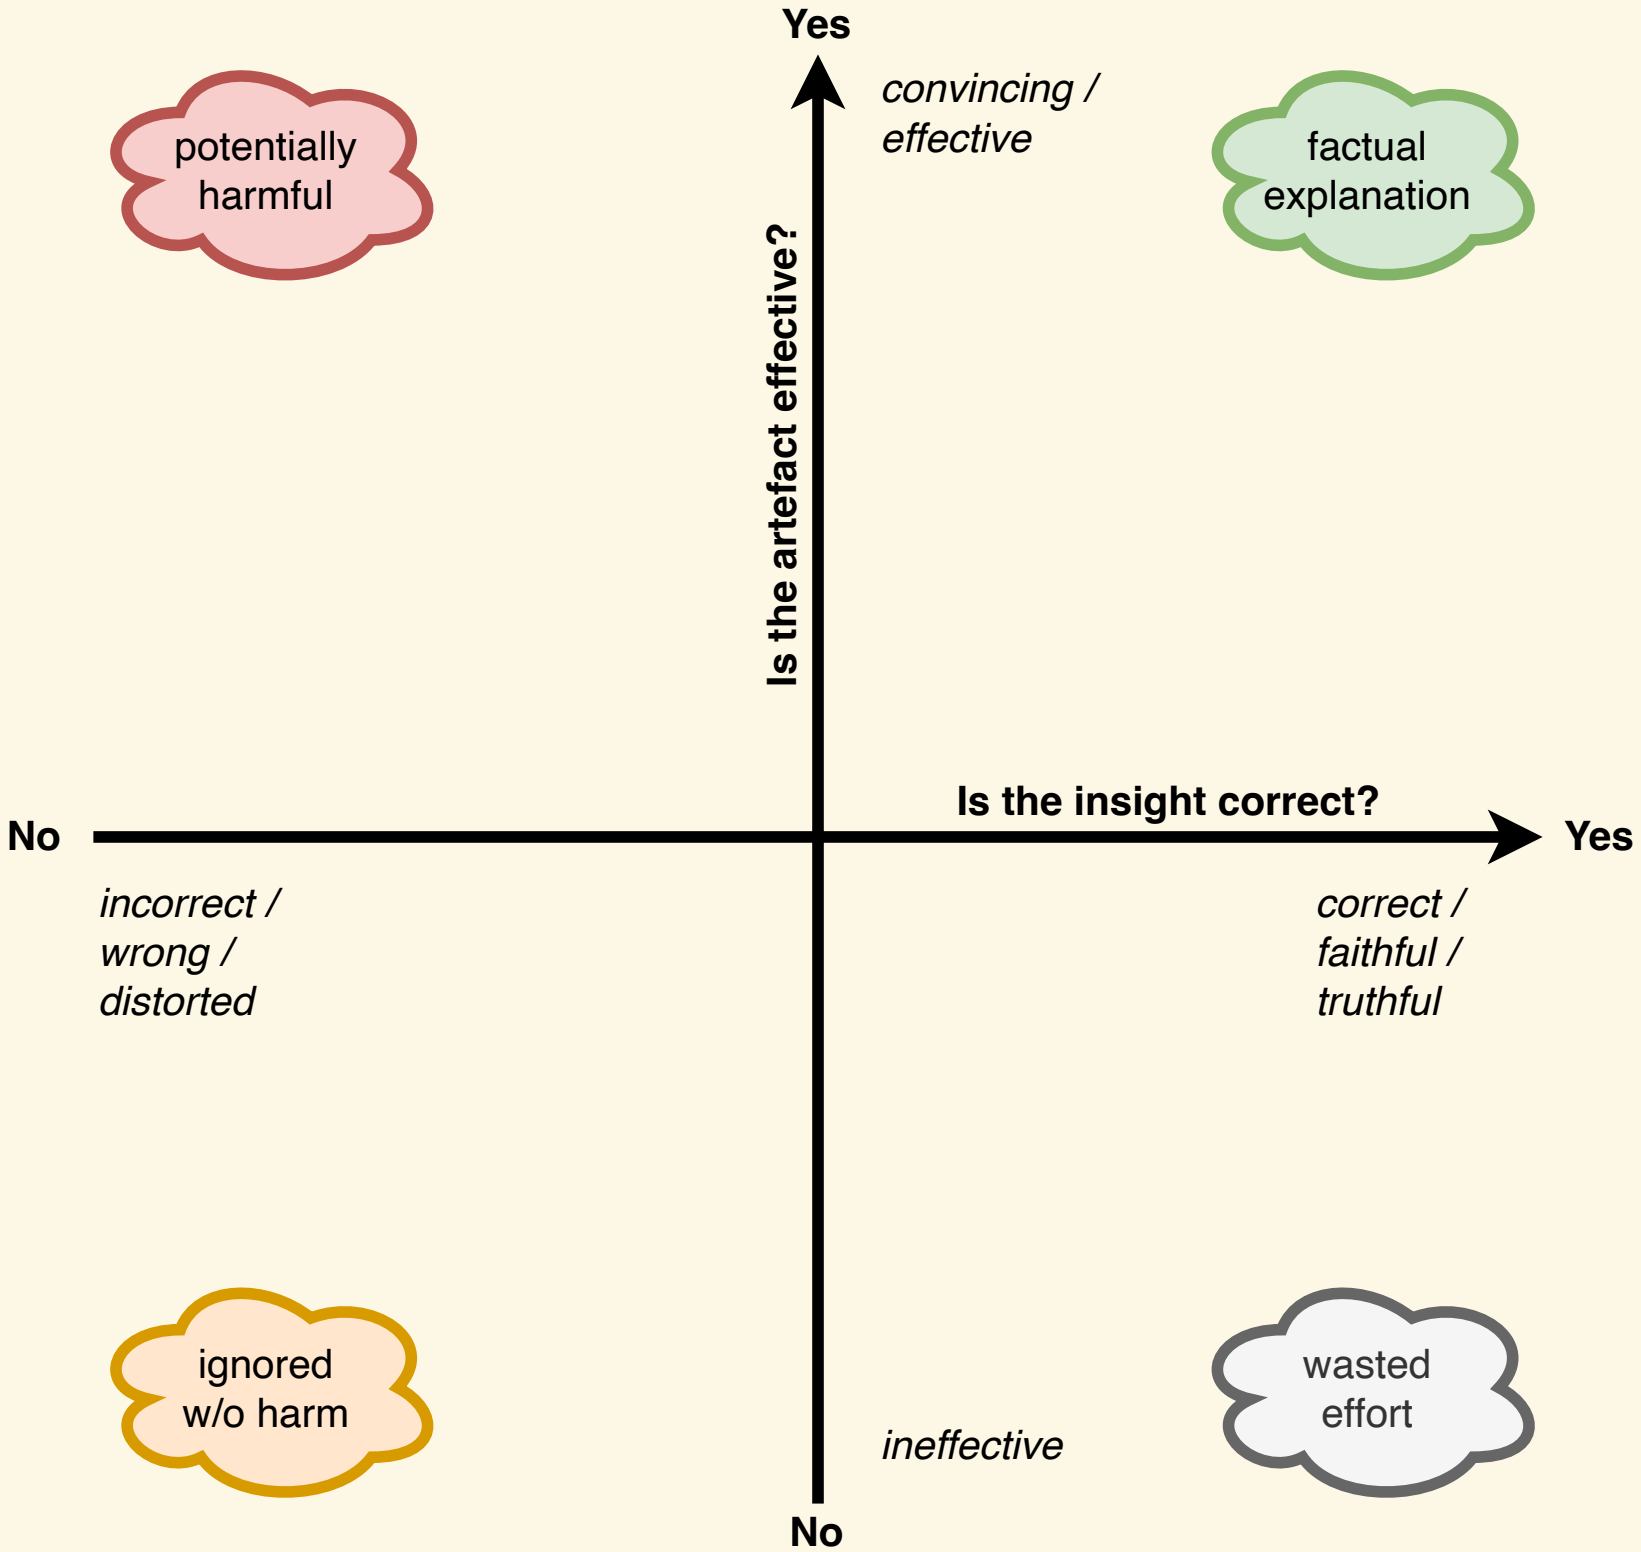 Yes
convincing /
effective
potentially
harmful
factual
explanation
Is the artefact effective?
Is the insight correct?
No
Yes
incorrect /
wrong /
distorted
correct /
faithful /
truthful
ignored
w/o harm
wasted
effort
ineffective
No